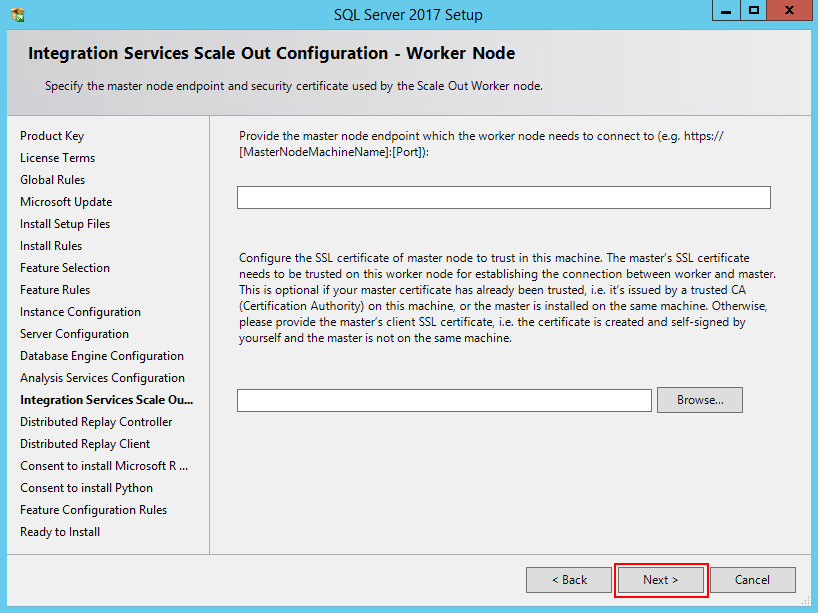 SQL Server 2017 Setup
Integration Services Scale Out Configuration - Worker Node
Specify the master node endpoint and security certificate used by the Scale Out Worker node.
Product Key
License Terms
Global Rules
Microsoft Update
Install Setup Files
Install Rules
Feature Selection
Feature Rules
Instance Configuration
Server Configuration
Database Engine Configuration
Analysis Services Configuration
Integration Services Scale Ou...
Distributed Replay Controller
Distributed Replay Client
Consent to install Microsoft R ...
Consent to install Python
Feature Configuration Rules
Ready to Install
Provide the master node endpoint which the worker node needs to connect to (e.g. https://
[MasterNodeMachineName]:[Port]):
Configure the SSL certificate of master node to trust in this machine. The master's SSL certificate
needs to be trusted on this worker node for establishing the connection between worker and master.
This is optional if your master certificate has already been trusted, i.e. it's issued by a trusted CA
(Certification Authority) on this machine, or the master is installed on the same machine. Otherwise,
please provide the master's client SSL certificate, i.e. the certificate is created and self-signed by
yourself and the master is not on the same machine.
Browse...
< Back
Next >
Cancel